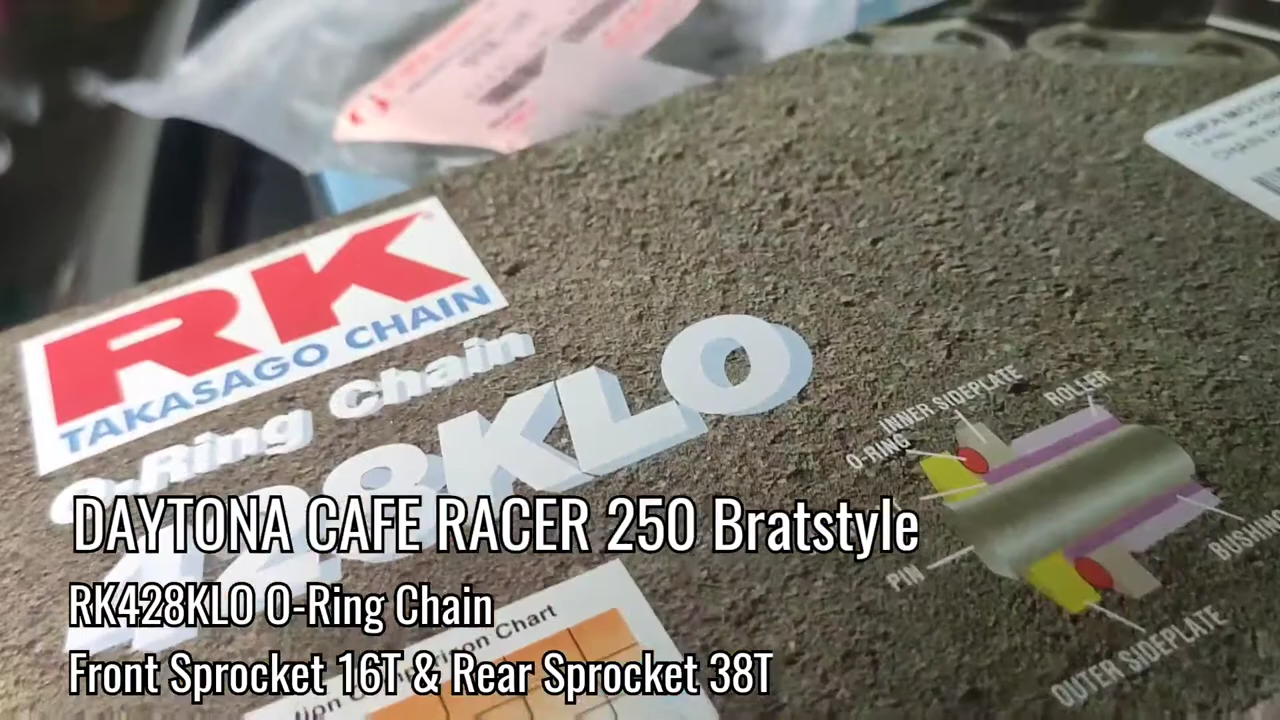 RK
TAKASAGO CHAIN
O-Ring Chain
428KLO
INNER SIDEPLATE
ROLLER
O-RING
PIN
BUSHING
OUTER SIDEPLATE
DAYTONA CAFE RACER 250 Bratstyle
RK428KLO O-Ring Chain
Front Sprocket 16T & Rear Sprocket 38T
Chart